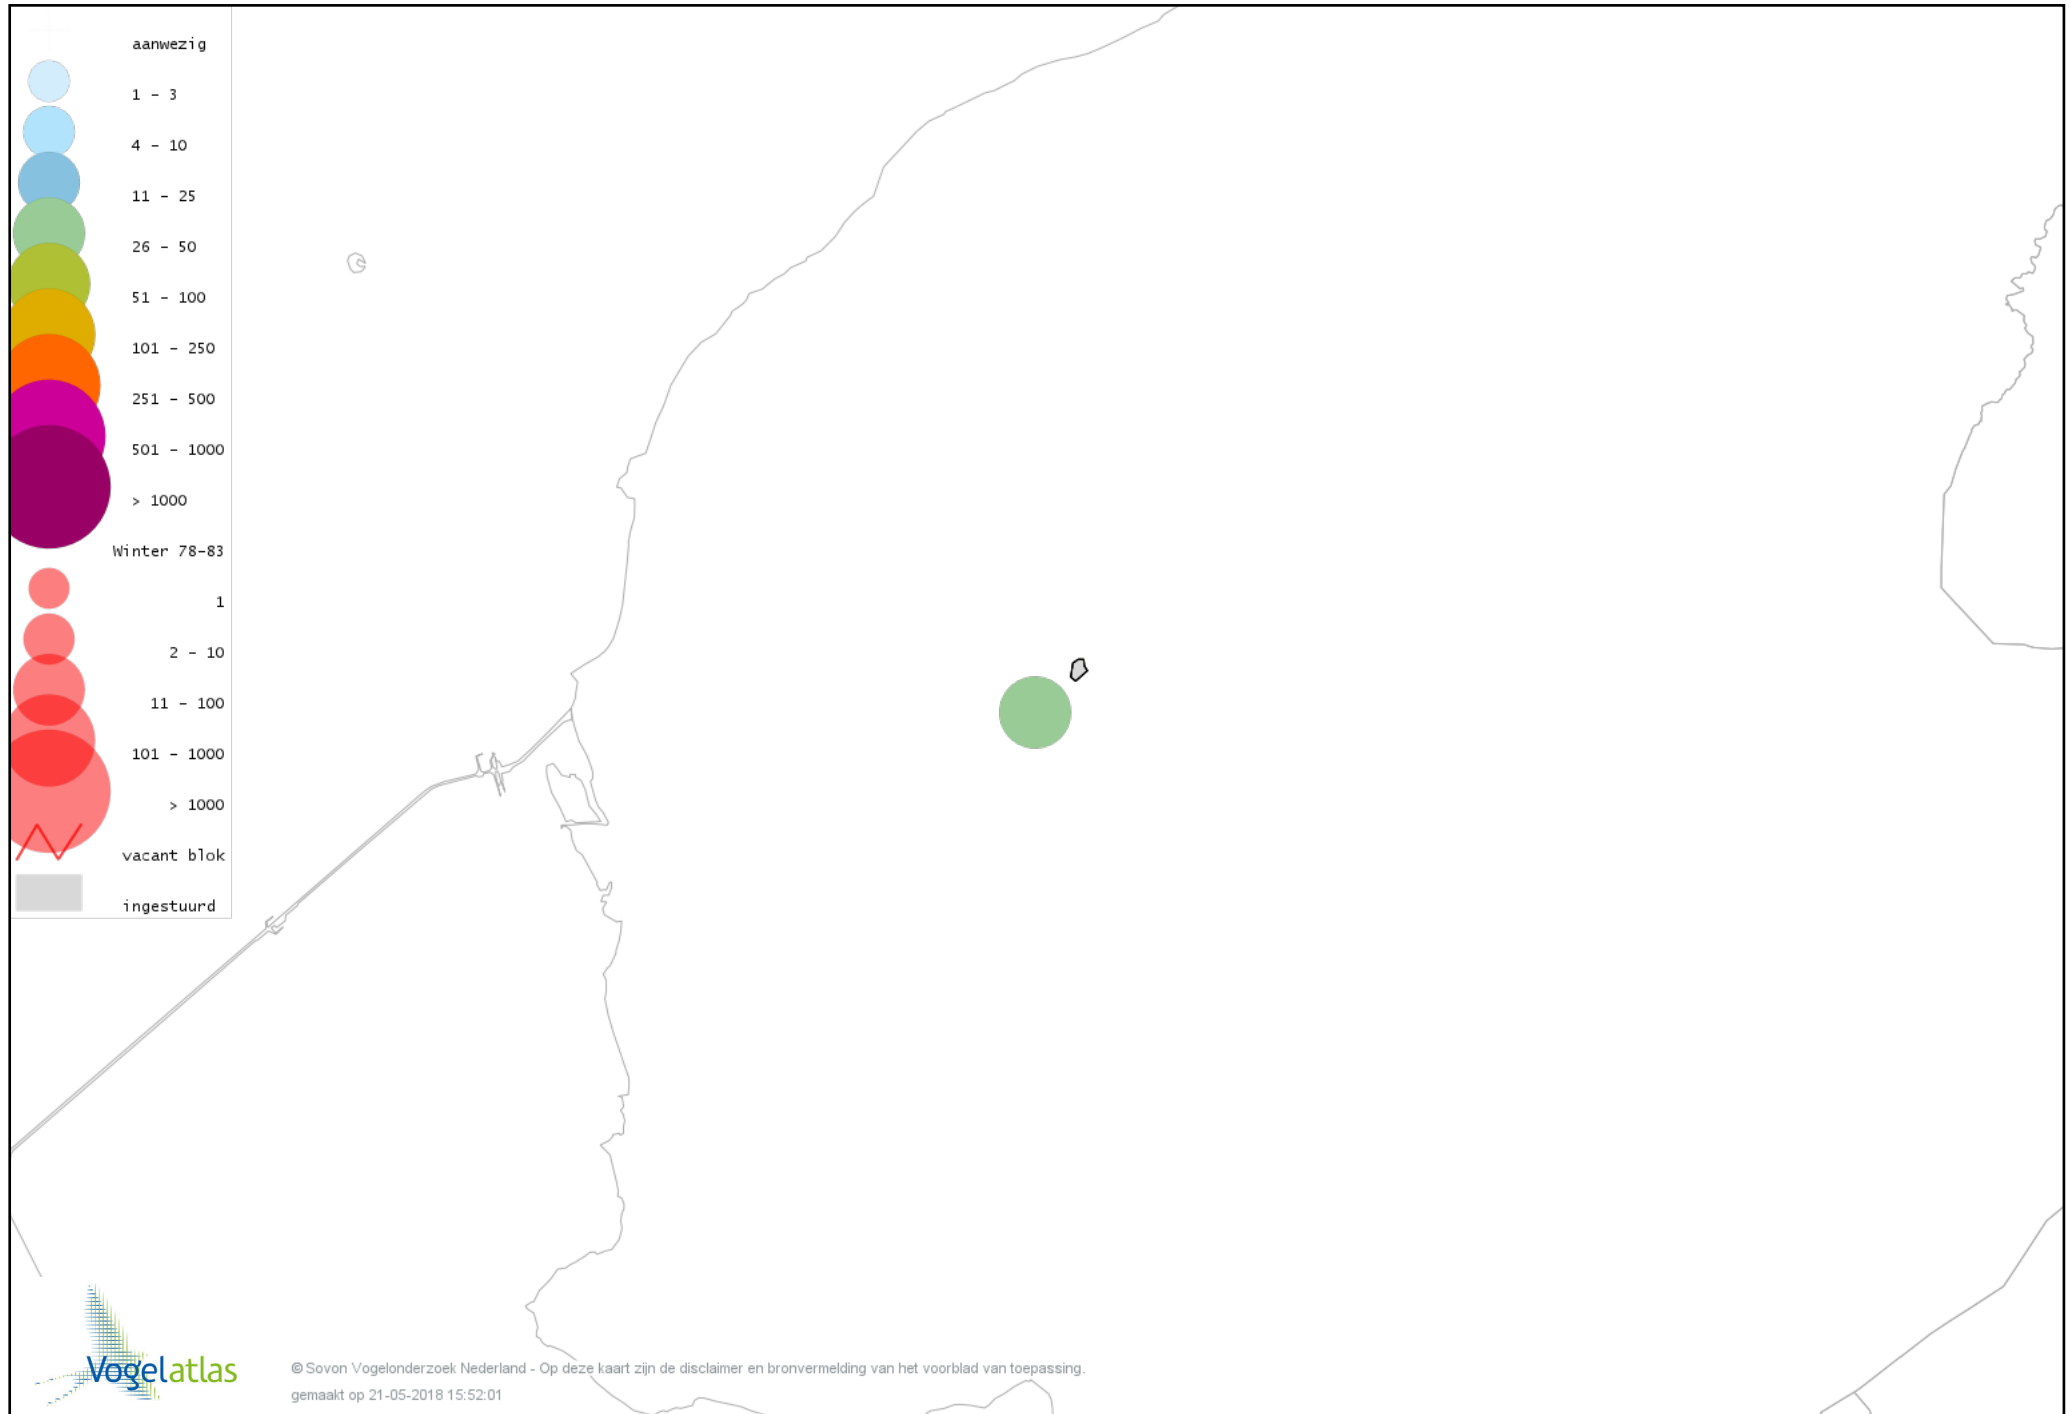 aanwezig
1 - 3
4 - 10
11 - 25
26 - 50
51 - 100
101 - 250
251 - 500
501 - 1000
> 1000
Winter 78-83
1
2 - 10
11 - 100
101 - 1000
> 1000
vacant blok
ingestuurd
Vogelatlas
© Sovon Vogelonderzoek Nederland - Op deze kaart zijn de disclaimer en bronvermelding van het voorblad van toepassing.
gemaakt op 21-05-2018 15:52:01